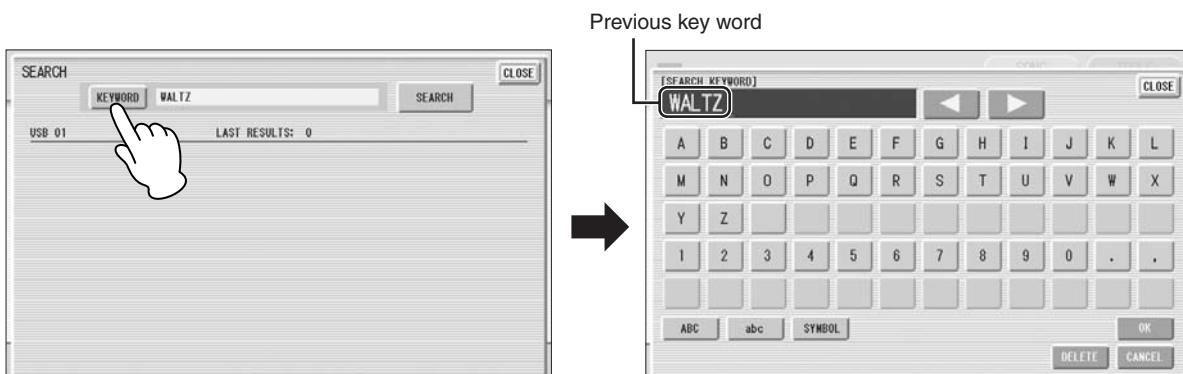 Previous key word
SEARCH
CLOSE
KEYWORD WALTZ SEARCH
USB 01 LAST RESULTS: 0
[SEARCH KEYWORD]
CLOSE
WALTZ
A B C D E F G H I J K L
M N O P Q R S T U V W X
Y Z
1 2 3 4 5 6 7 8 9 0 . ,
ABC abc SYMBOL OK
DELETE CANCEL